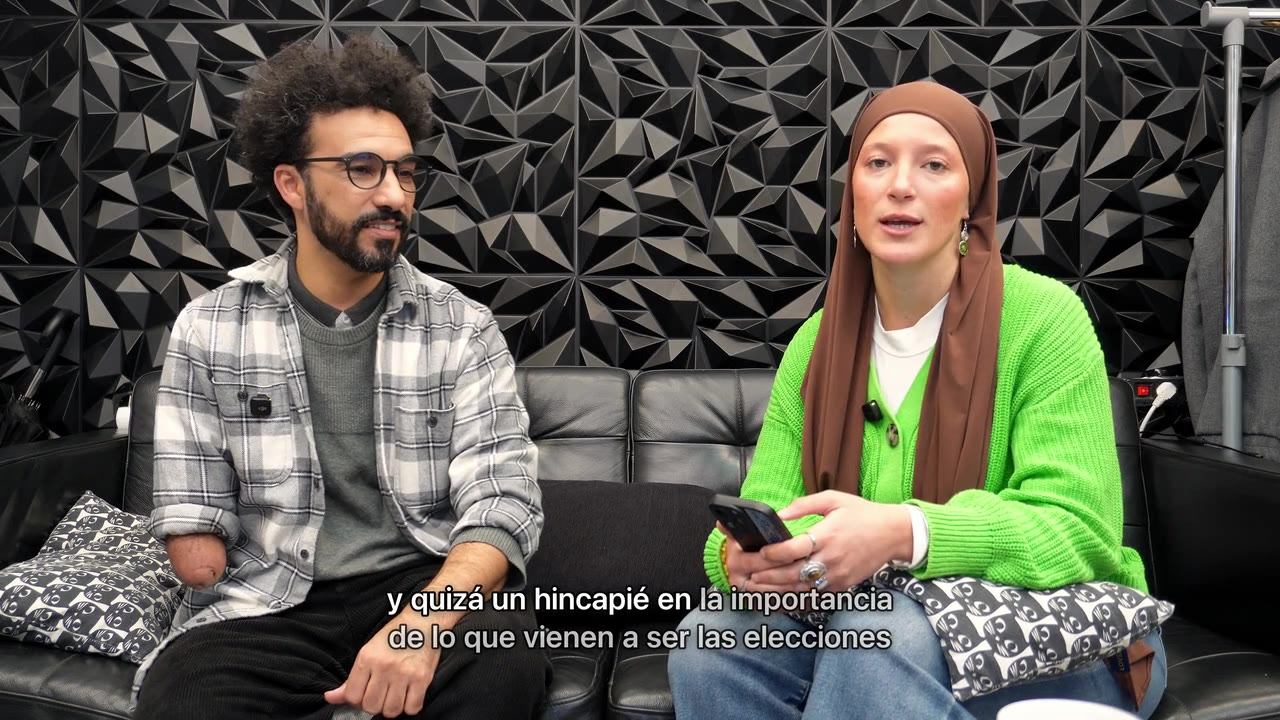 y quizá un hincapié en la importancia
de lo que vienen a ser las elecciones